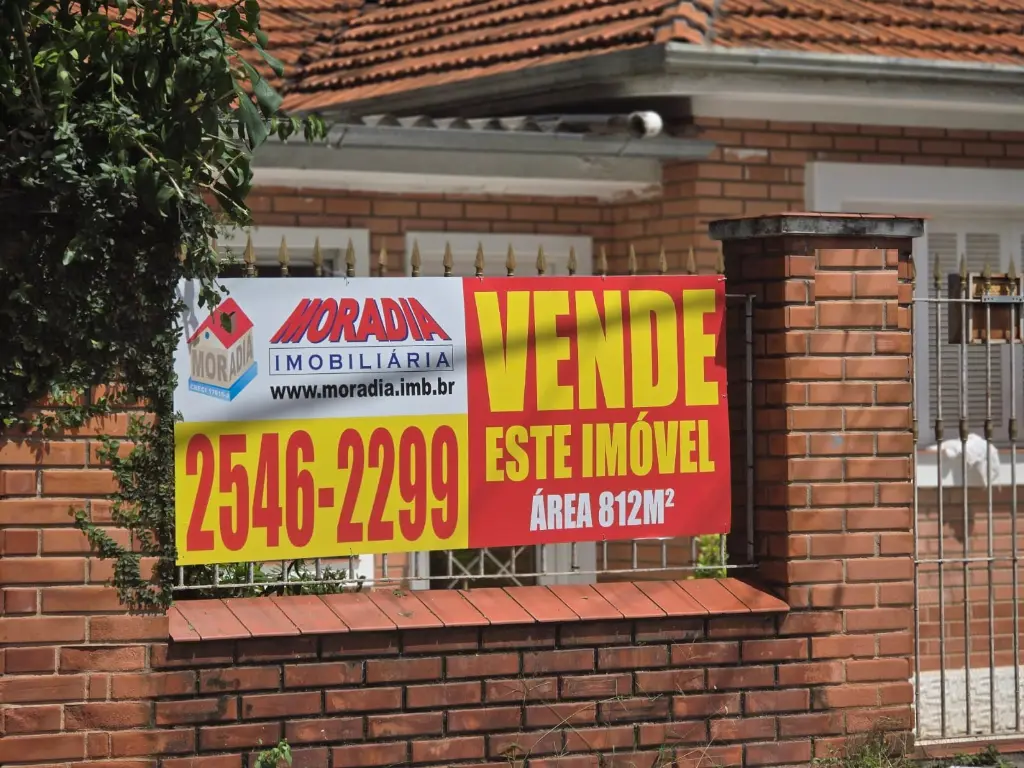 MORADIA
MORADIA
IMOBILIÁRIA
www.moradia.imb.br
2546-2299
VENDE
ESTE IMÓVEL
ÁREA 812M²